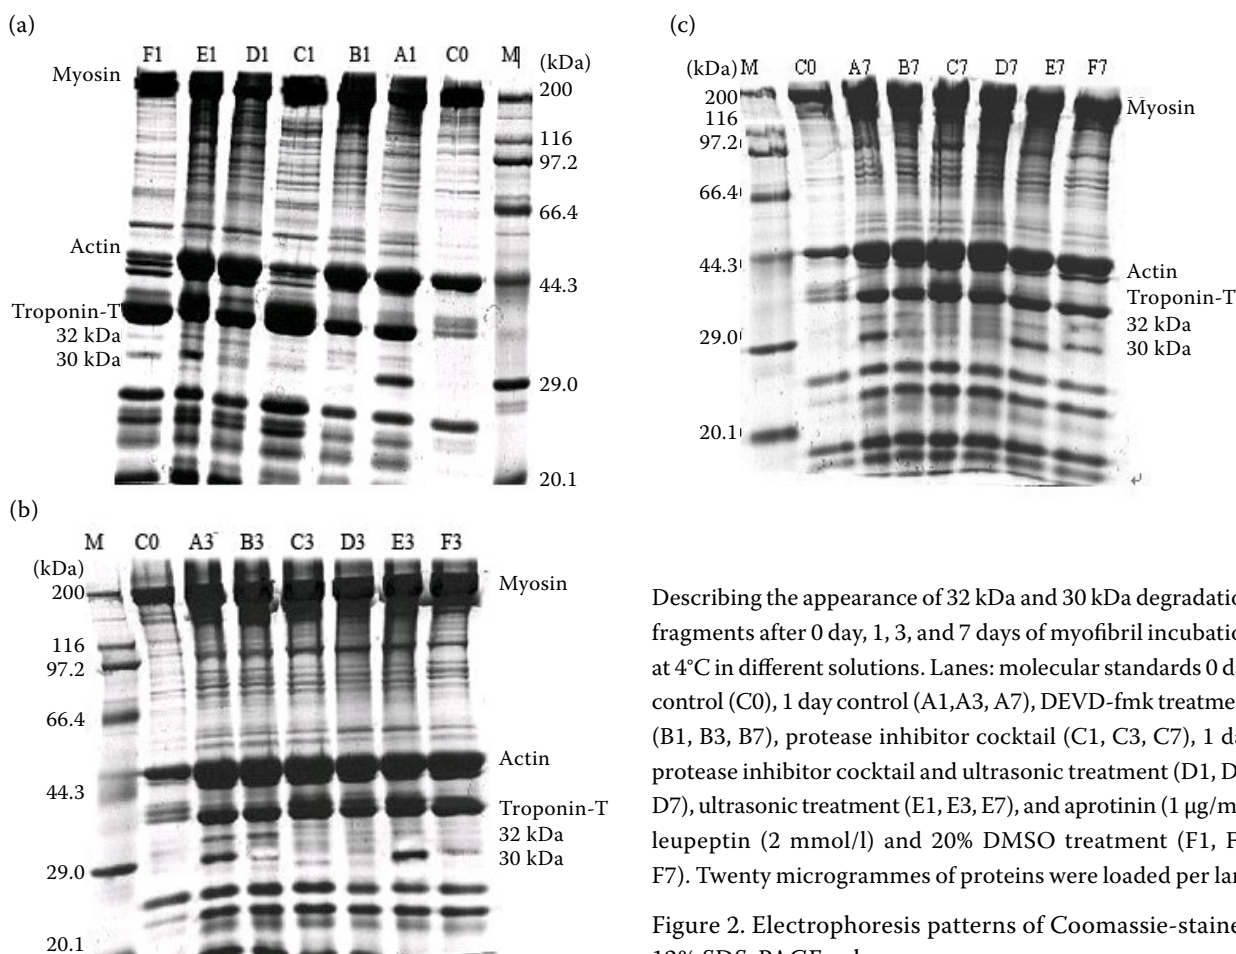 (a)
F1 E1 D1 C1 B1 A1 C0 M
(kDa)
Myosin
200
116
97.2
66.4
Actin
44.3
Troponin-T
32 kDa
30 kDa
29.0
20.1
(b)
M C0 A3 B3 C3 D3 E3 F3
(kDa)
200
Myosin
116
97.2
66.4
Actin
44.3
Troponin-T
32 kDa
30 kDa
29.0
20.1
(c)
(kDa) M C0 A7 B7 C7 D7 E7 F7
200
Myosin
116
97.2
66.4
44.3
Actin
Troponin-T
32 kDa
29.0
30 kDa
20.1
Describing the appearance of 32 kDa and 30 kDa degradatio
fragments after 0 day, 1, 3, and 7 days of myofibril incubatio
at 4°C in different solutions. Lanes: molecular standards 0 d
control (C0), 1 day control (A1,A3, A7), DEVD-fmk treatme
(B1, B3, B7), protease inhibitor cocktail (C1, C3, C7), 1 d
protease inhibitor cocktail and ultrasonic treatment (D1, D
D7), ultrasonic treatment (E1, E3, E7), and aprotinin (1 μg/m
leupeptin (2 mmol/l) and 20% DMSO treatment (F1, F
F7). Twenty microgrammes of proteins were loaded per lan
Figure 2. Electrophoresis patterns of Coomassie-staine